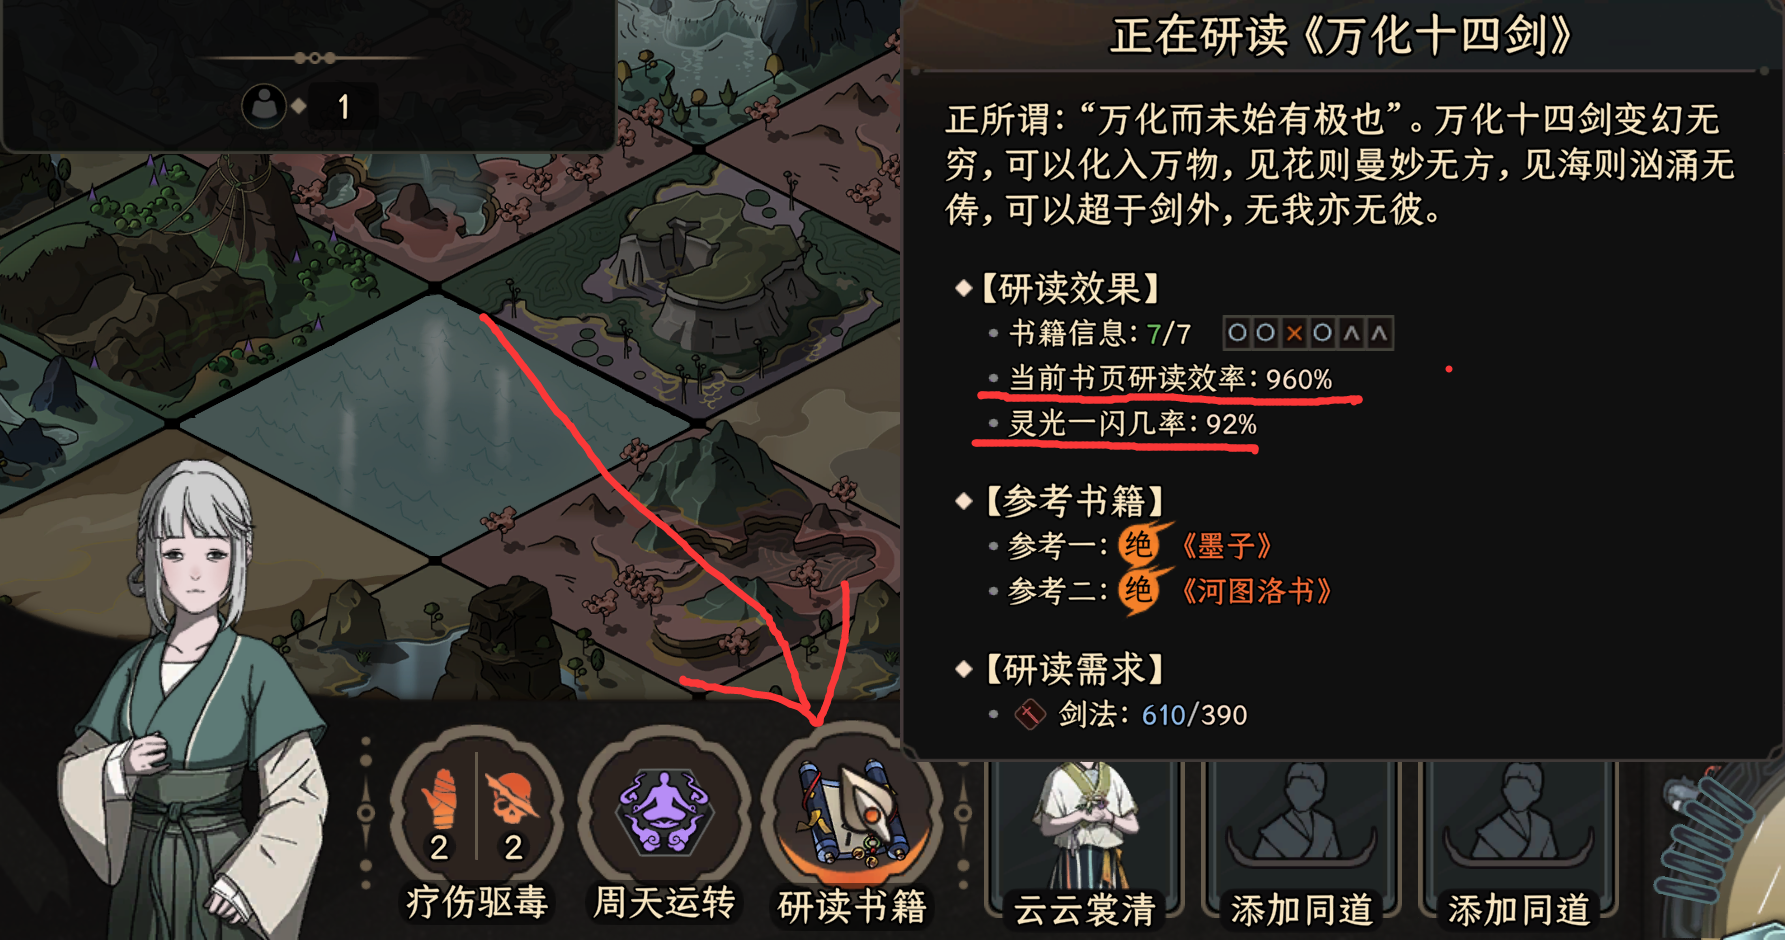 1
正在研读《万化十四剑》
正所谓：“万化而未始有极也”。万化十四剑变幻无
穷，可以化入万物，见花则曼妙无方，见海则汹涌无
俦，可以超于剑外，无我亦无彼。
【研读效果】
书籍信息：7/7
当前书页研读效率：960%
灵光一闪几率：92%
【参考书籍】
参考一：绝《墨子》
参考二：绝《河图洛书》
【研读需求】
剑法：610/390
2 2
疗伤驱毒 周天运转 研读书籍 云云裳清 添加同道 添加同道